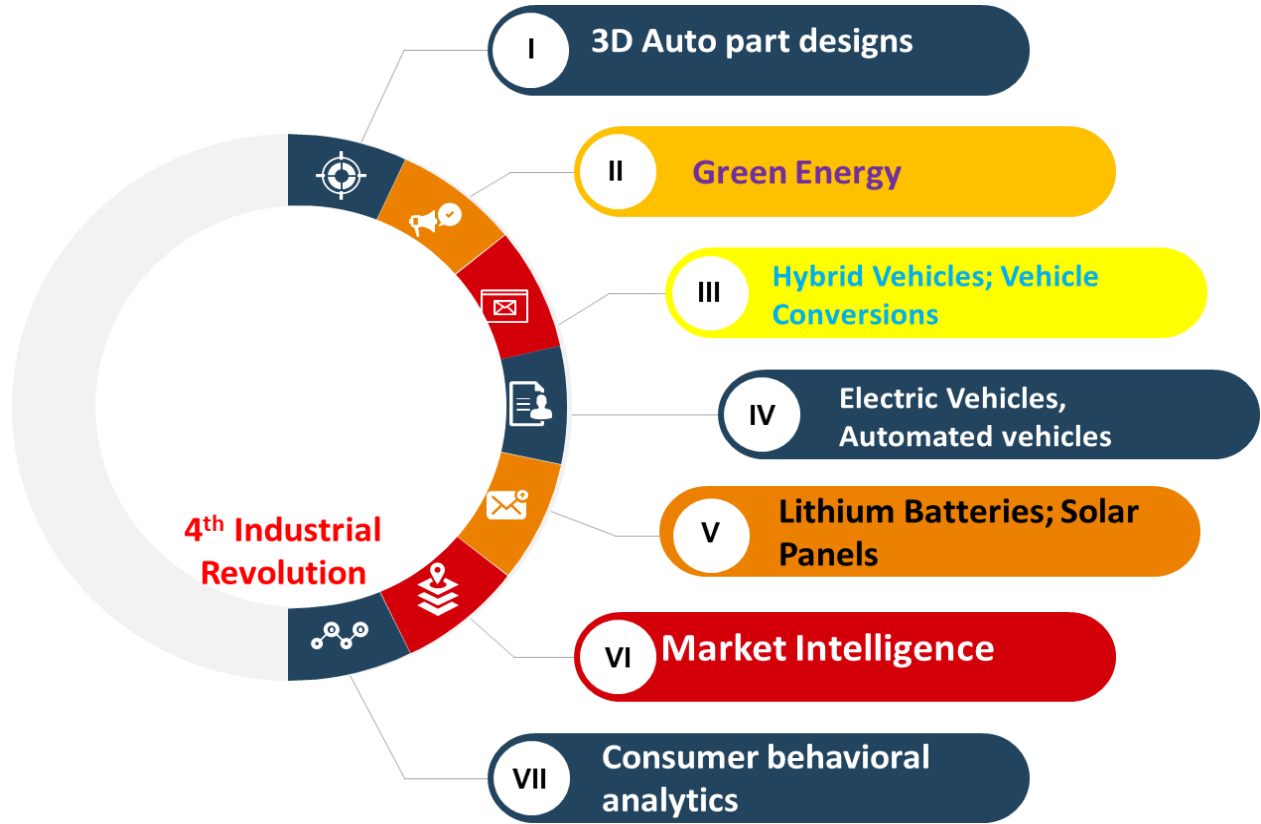 I
3D Auto part designs
II
Green Energy
III
Hybrid Vehicles; Vehicle
Conversions
IV
Electric Vehicles,
Automated vehicles
V
Lithium Batteries; Solar
Panels
4th Industrial
Revolution
VI
Market Intelligence
VII
Consumer behavioral
analytics